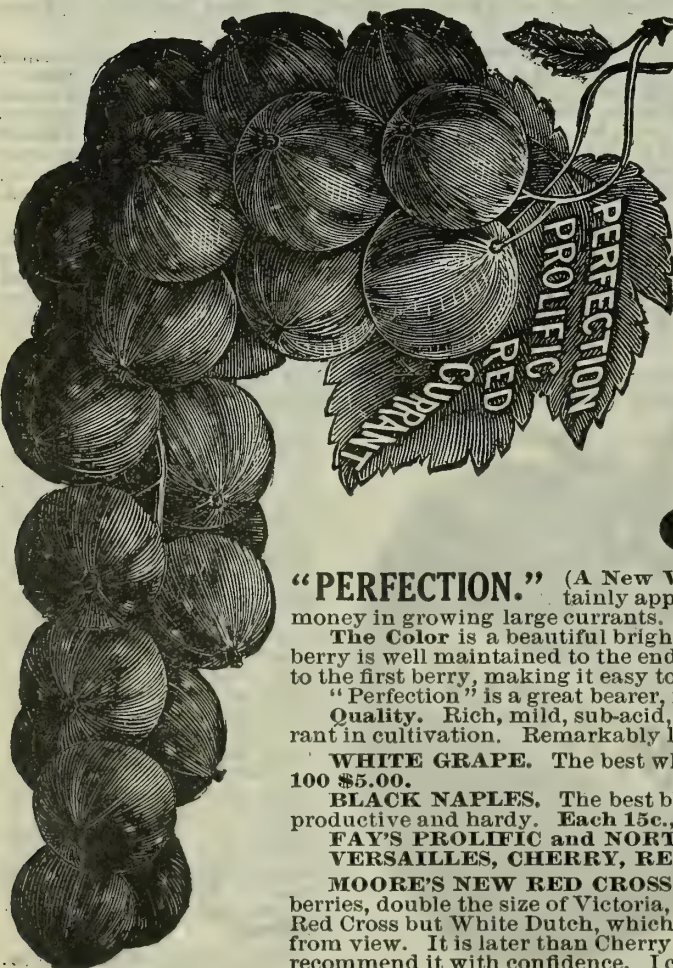 PERFECTION
PROLIFIC
RED
CURRANT
“PERFECTION.” (A New
tainly app
money in growing large currants.
The Color is a beautiful brigh
berry is well maintained to the end
to the first berry, making it easy to
“Perfection” is a great bearer,
Quality. Rich, mild, sub-acid,
rant in cultivation. Remarkably
WHITE GRAPE. The best wh
100 $5.00.
BLACK NAPLES. The best b
productive and hardy. Each 15c.,
FAY'S PROLIFIC and NORT
VERSAILLES, CHERRY, RE
MOORE'S NEW RED CROSS
berries, double the size of Victoria,
Red Cross but White Dutch, which
from view. It is later than Cherry
recommend it with confidence. I c